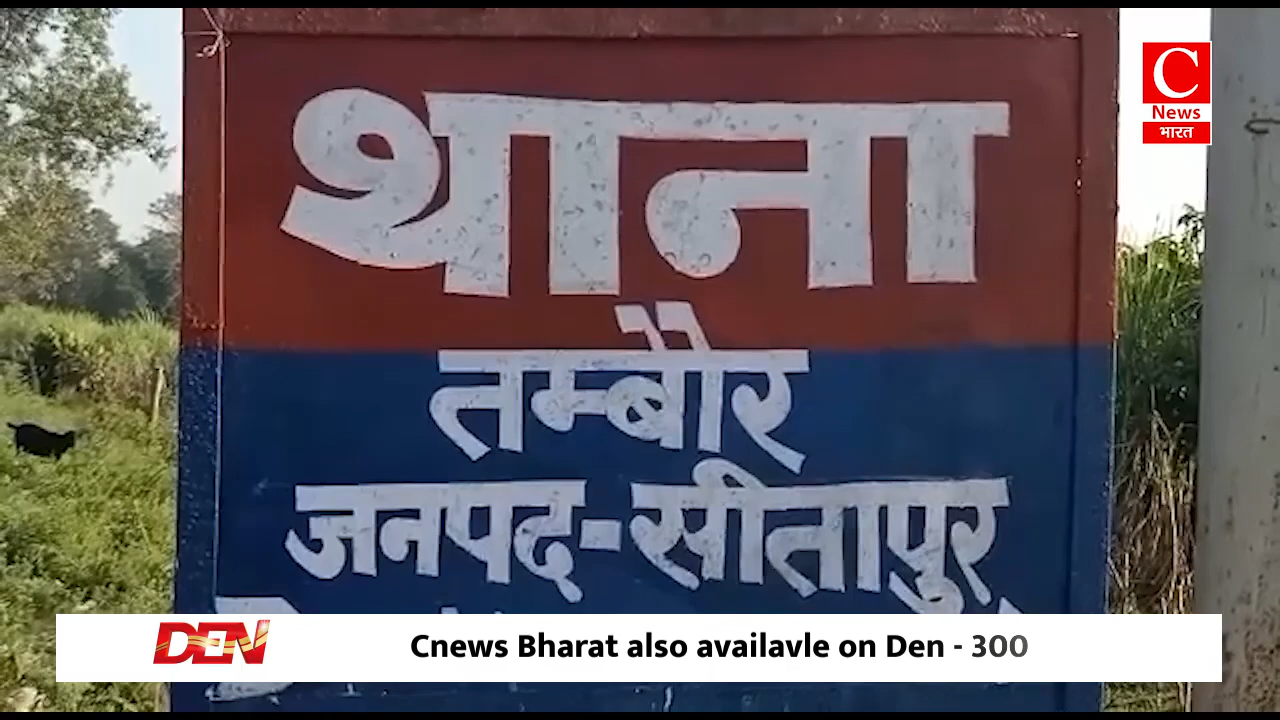 थाना
तम्बौर
जनपद-सीतापुर
C
News
भारत
DEN
Cnews Bharat also availavle on Den - 300